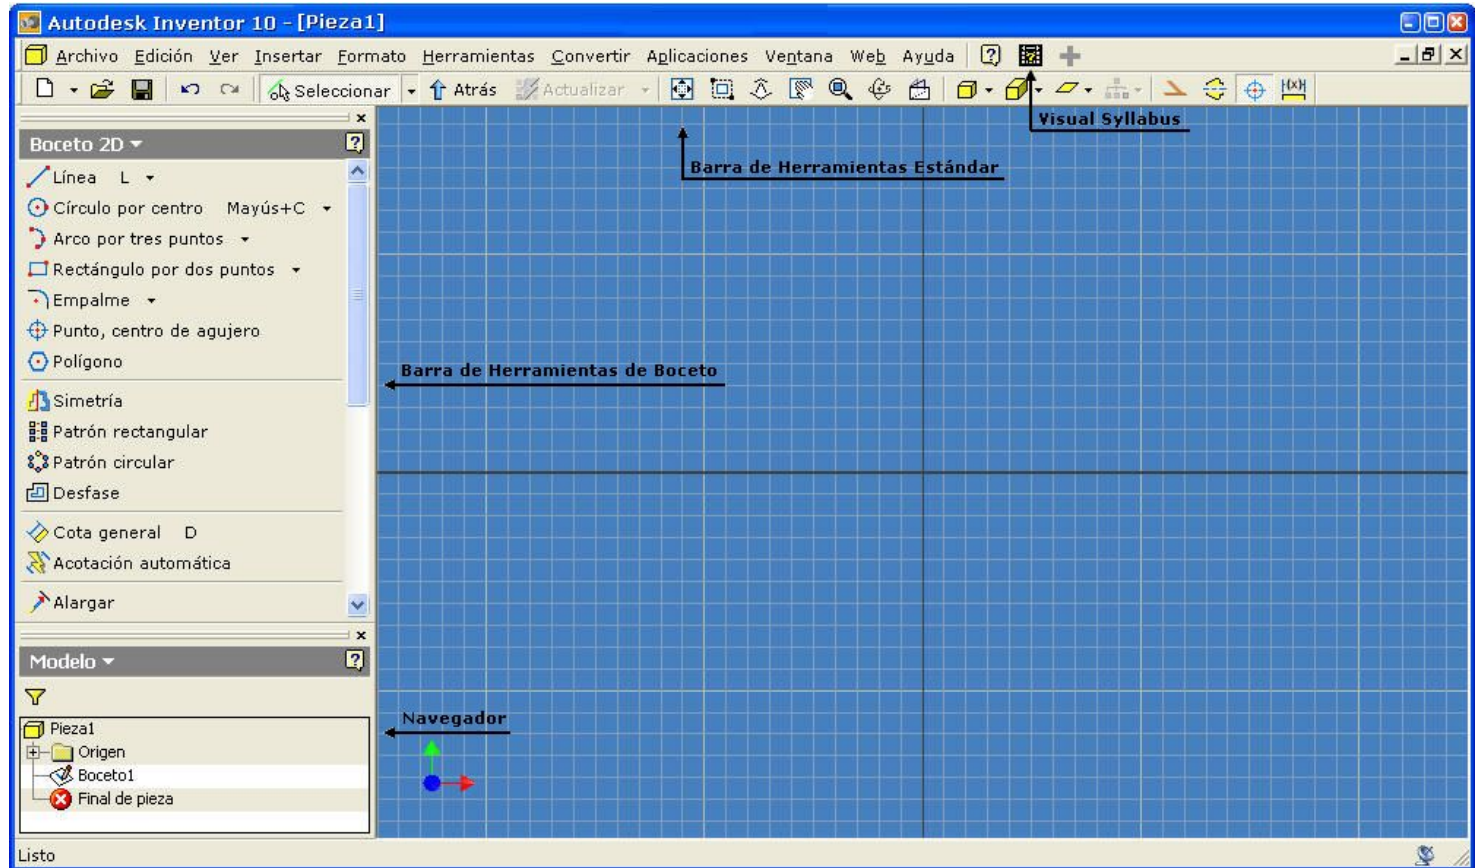 Autodesk Inventor 10 - [Pieza1]
Archivo Edición Ver Insertar Formato Herramientas Convertir Aplicaciones Ventana Web Ayuda
Seleccionar Atrás Actualizar
Visual Syllabus
Barra de Herramientas Estándar
Boceto 2D
Línea L
Círculo por centro Mayús+C
Arco por tres puntos
Rectángulo por dos puntos
Empalme
Punto, centro de agujero
Polígono
Barra de Herramientas de Boceto
Simetría
Patrón rectangular
Patrón circular
Desfase
Cota general D
Acotación automática
Alargar
Modelo
Navegador
Pieza1
Origen
Boceto1
Final de pieza
Listo